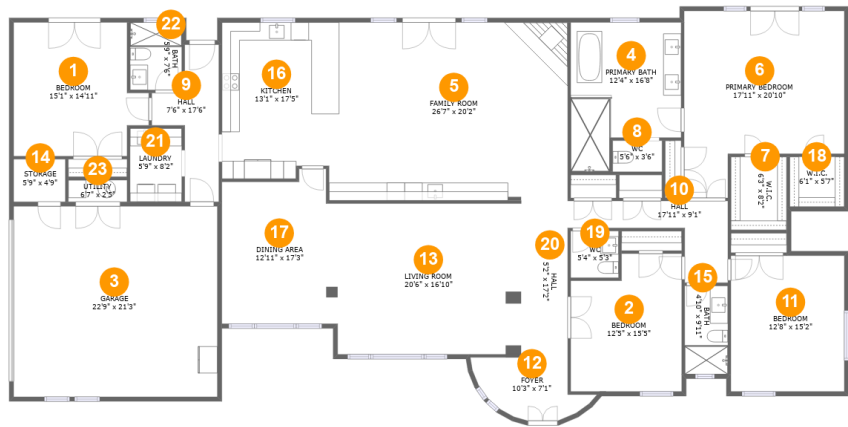 1
BEDROOM
15'1" x 14'11"
22
BATH
5'9" x 7'6"
9
HALL
7'6" x 17'6"
16
KITCHEN
13'1" x 17'5"
5
FAMILY ROOM
26'7" x 20'2"
4
PRIMARY BATH
12'4" x 16'8"
6
PRIMARY BEDROOM
17'11" x 20'10"
8
WC
5'6" x 3'6"
7
W.I.C.
6'3" x 8'2"
18
W.I.C.
6'1" x 5'7"
14
STORAGE
5'9" x 4'9"
23
UTILITY
6'7" x 2'5"
21
LAUNDRY
5'9" x 8'2"
10
HALL
17'11" x 9'1"
3
GARAGE
22'9" x 21'3"
17
DINING AREA
12'11" x 17'3"
13
LIVING ROOM
20'6" x 16'10"
20
HALL
5'2" x 17'2"
19
WC
5'4" x 5'3"
2
BEDROOM
12'5" x 15'5"
15
BATH
4'10" x 9'11"
11
BEDROOM
12'8" x 15'2"
12
FOYER
10'3" x 7'1"